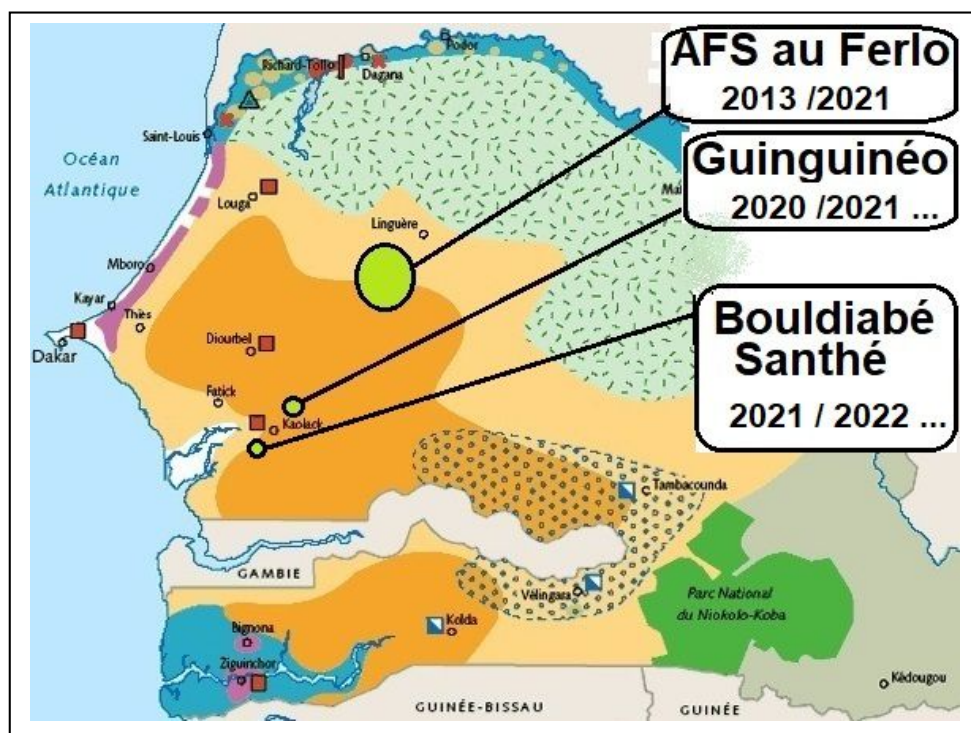 AFS au Ferlo
2013 /2021
Guinguinéo
2020 /2021 ...
Bouldiabé
Santhé
2021 / 2022 ...
Podor
Richard-Toll
Dagana
Saint-Louis
Océan
Atlantique
Louga
Linguère
Mboro
Kayar
Thiès
Dakar
Diourbel
Fatick
Kaolack
Tambacounda
GAMBIE
Vélingara
Parc National
du Niokolo-Koba
Kolda
Bignona
Ziguinchor
Kédougou
GUINÉE-BISSAU
GUINÉE